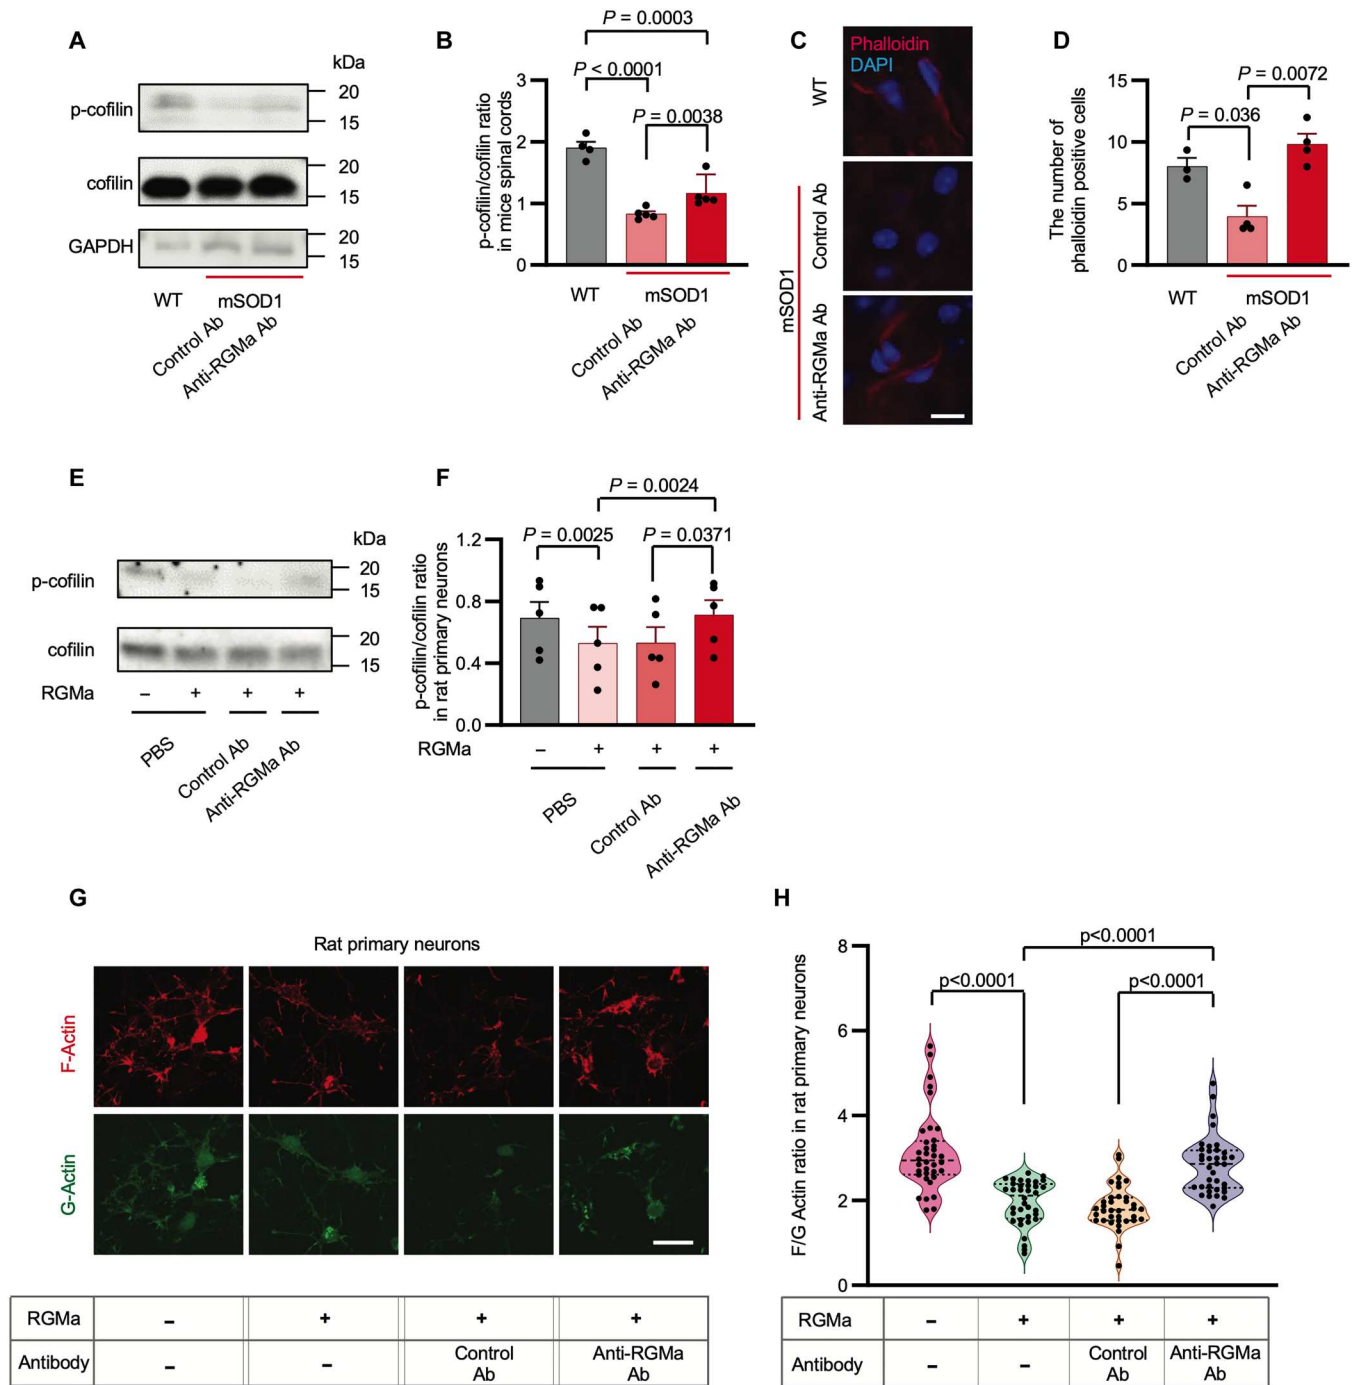 A
kDa
p-cofilin
20
15
cofilin
20
15
GAPDH
20
15
WT
mSOD1
Control Ab
Anti-RGMa Ab
B
P = 0.0003
P < 0.0001
P = 0.0038
p-cofilin/cofilin ratio
in mice spinal cords
3
2
1
0
WT
mSOD1
Control Ab
Anti-RGMa Ab
C
Phalloidin
DAPI
WT
Control Ab
mSOD1
Anti-RGMa Ab
D
P = 0.0072
P = 0.036
The number of
phalloidin positive cells
15
10
5
0
WT
mSOD1
Control Ab
Anti-RGMa Ab
E
kDa
p-cofilin
20
15
cofilin
20
15
RGMa
– + + +
PBS
Control Ab
Anti-RGMa Ab
F
P = 0.0024
P = 0.0025
P = 0.0371
p-cofilin/cofilin ratio
in rat primary neurons
1.2
0.8
0.4
0.0
RGMa
– + + +
PBS
Control Ab
Anti-RGMa Ab
G
Rat primary neurons
F-Actin
G-Actin
RGMa – + + +
Antibody – – Control Ab Anti-RGMa Ab
H
p<0.0001
p<0.0001
p<0.0001
F/G Actin ratio in rat primary neurons
8
6
4
2
0
RGMa – + + +
Antibody – – Control Ab Anti-RGMa Ab